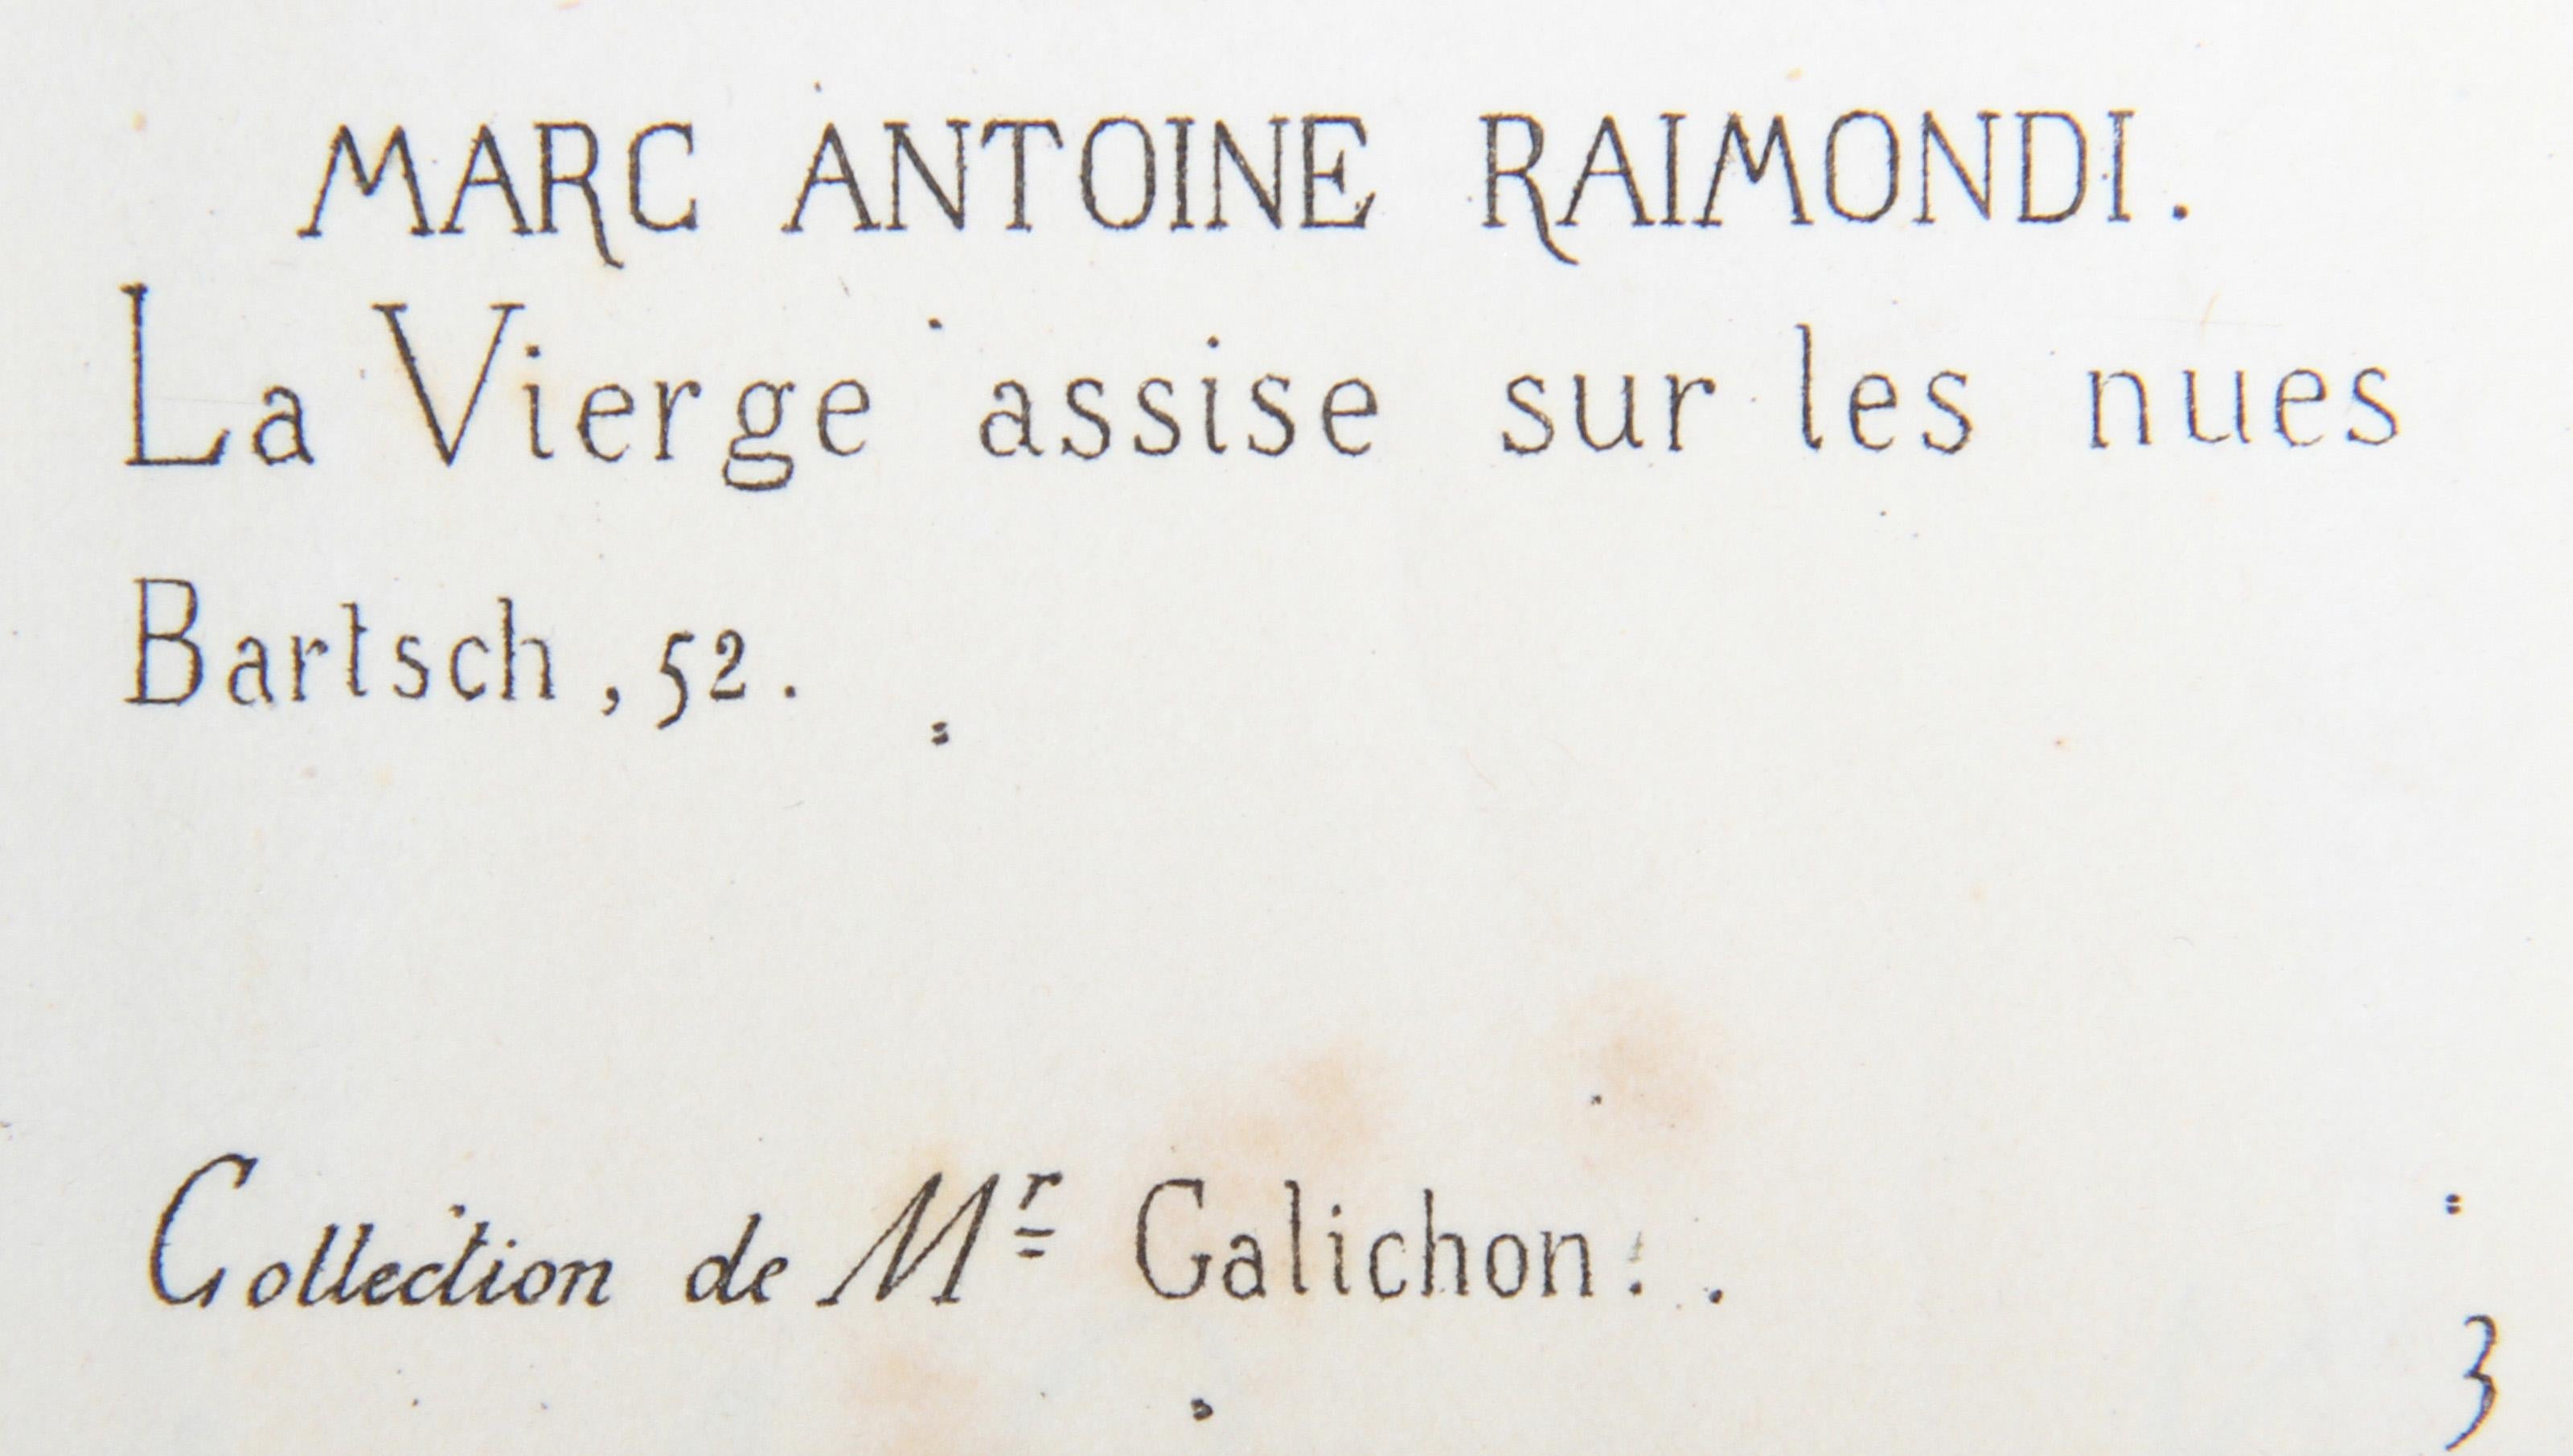 MARC ANTOINE RAIMONDI.
La Vierge assise sur les nues
Bartsch, 52.
Collection de Mr Galichon.
3